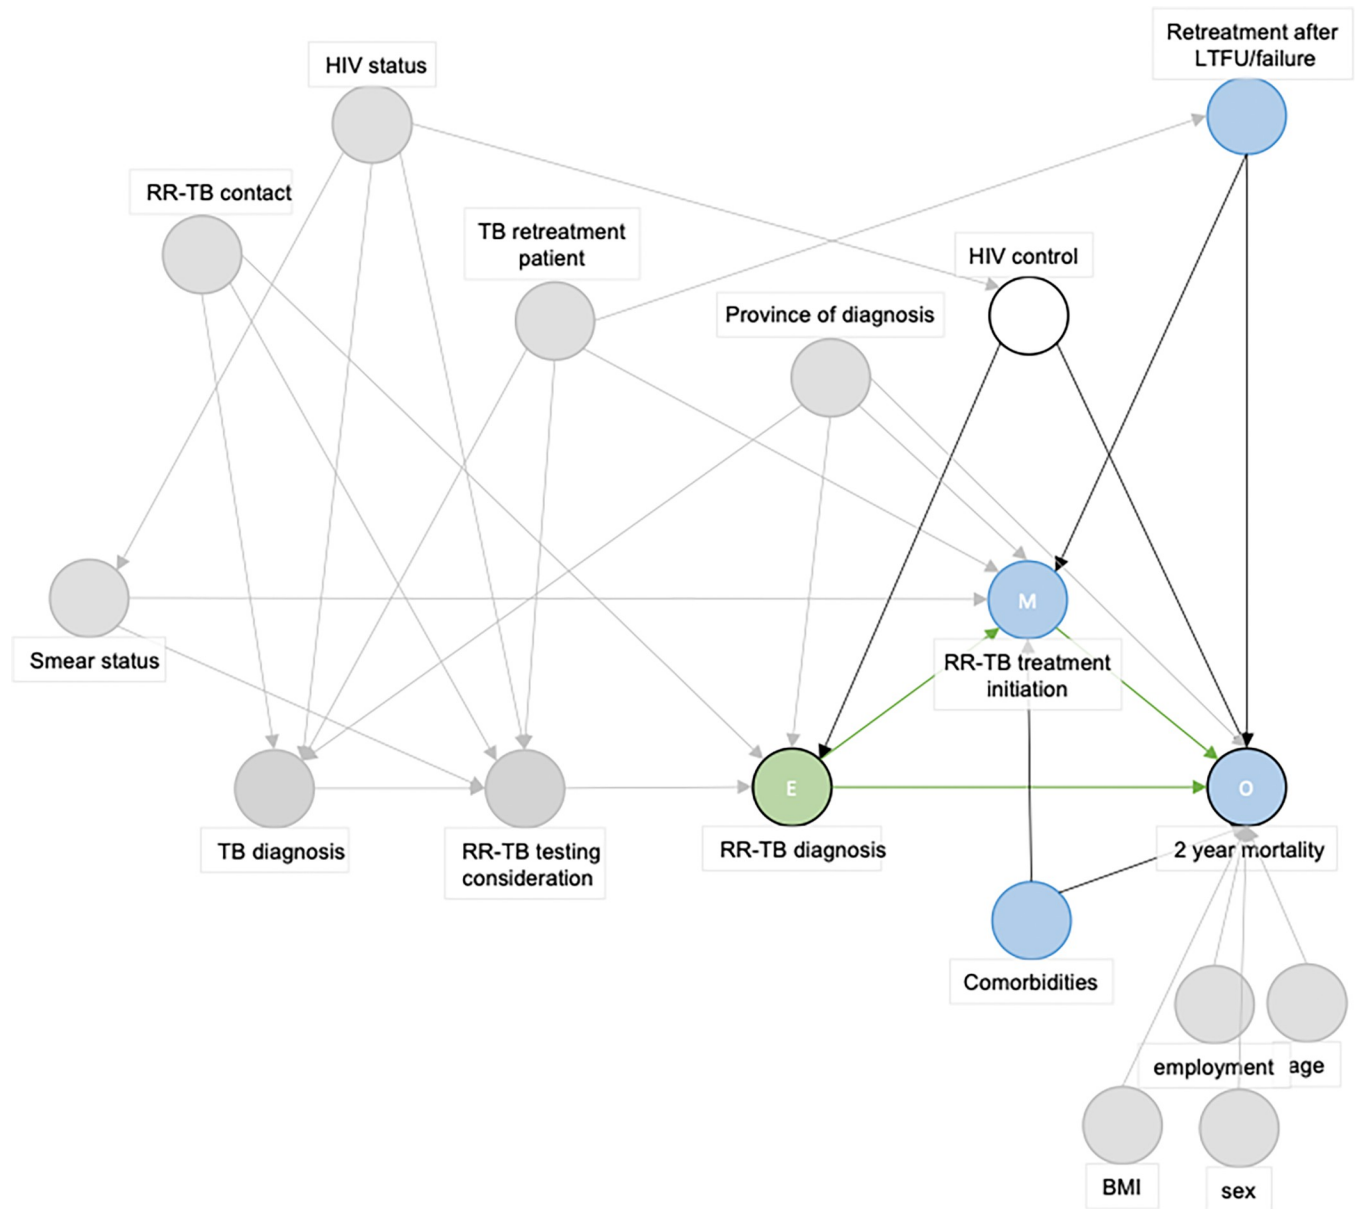 Retreatment after
LTFU/failure
HIV status
RR-TB contact
TB retreatment
patient
HIV control
Province of diagnosis
M
Smear status
RR-TB treatment
initiation
E
O
TB diagnosis
RR-TB testing
consideration
RR-TB diagnosis
2 year mortality
Comorbidities
employment
age
BMI
sex